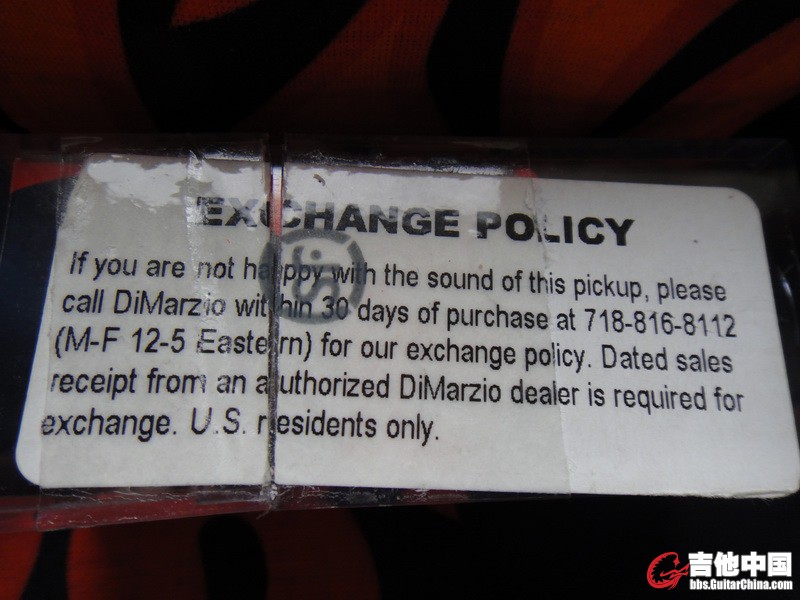 EXCHANGE POLICY
If you are not happy with the sound of this pickup, please
call DiMarzio within 30 days of purchase at 718-816-8112
(M-F 12-5 Eastern) for our exchange policy. Dated sales
receipt from an authorized DiMarzio dealer is required for
exchange. U.S. residents only.
吉他中国
bbs.GuitarChina.com